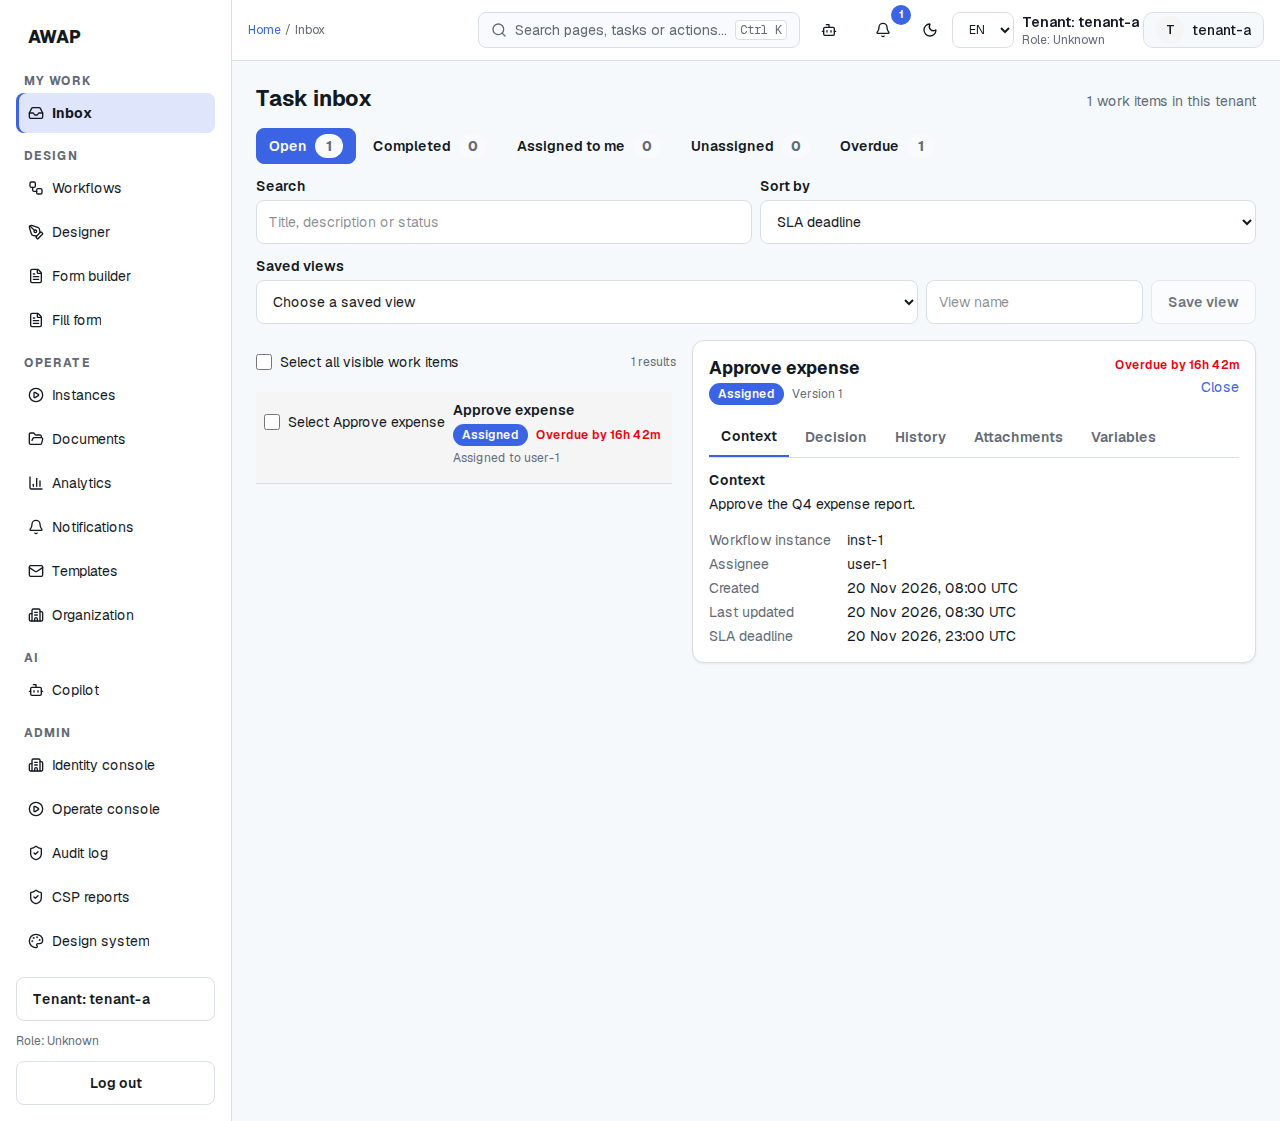 AWAP
MY WORK
Inbox
DESIGN
Workflows
Designer
Form builder
Fill form
OPERATE
Instances
Documents
Analytics
Notifications
Templates
Organization
AI
Copilot
ADMIN
Identity console
Operate console
Audit log
CSP reports
Design system
Tenant: tenant-a
Role: Unknown
Log out
Home / Inbox
Search pages, tasks or actions... Ctrl K
1
EN
Tenant: tenant-a
Role: Unknown
T tenant-a
Task inbox
1 work items in this tenant
Open 1 Completed 0 Assigned to me 0 Unassigned 0 Overdue 1
Search
Title, description or status
Sort by
SLA deadline
Saved views
Choose a saved view
View name
Save view
Select all visible work items
1 results
Select Approve expense
Approve expense
Assigned Overdue by 16h 42m
Assigned to user-1
Approve expense
Assigned Version 1
Overdue by 16h 42m
Close
Context Decision History Attachments Variables
Context
Approve the Q4 expense report.
Workflow instance inst-1
Assignee user-1
Created 20 Nov 2026, 08:00 UTC
Last updated 20 Nov 2026, 08:30 UTC
SLA deadline 20 Nov 2026, 23:00 UTC